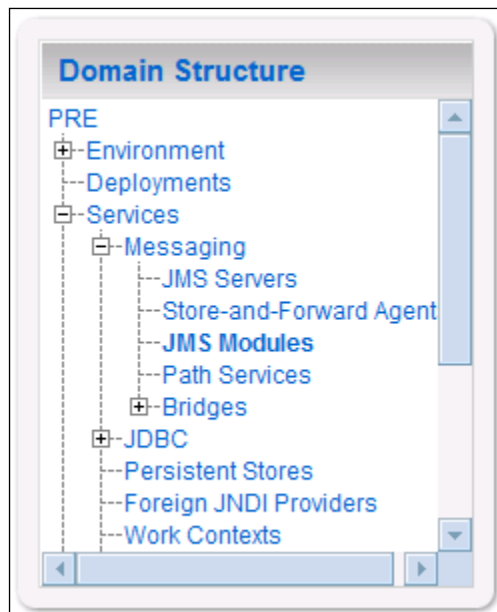 Domain Structure
PRE
Environment
Deployments
Services
Messaging
JMS Servers
Store-and-Forward Agent
JMS Modules
Path Services
Bridges
JDBC
Persistent Stores
Foreign JNDI Providers
Work Contexts